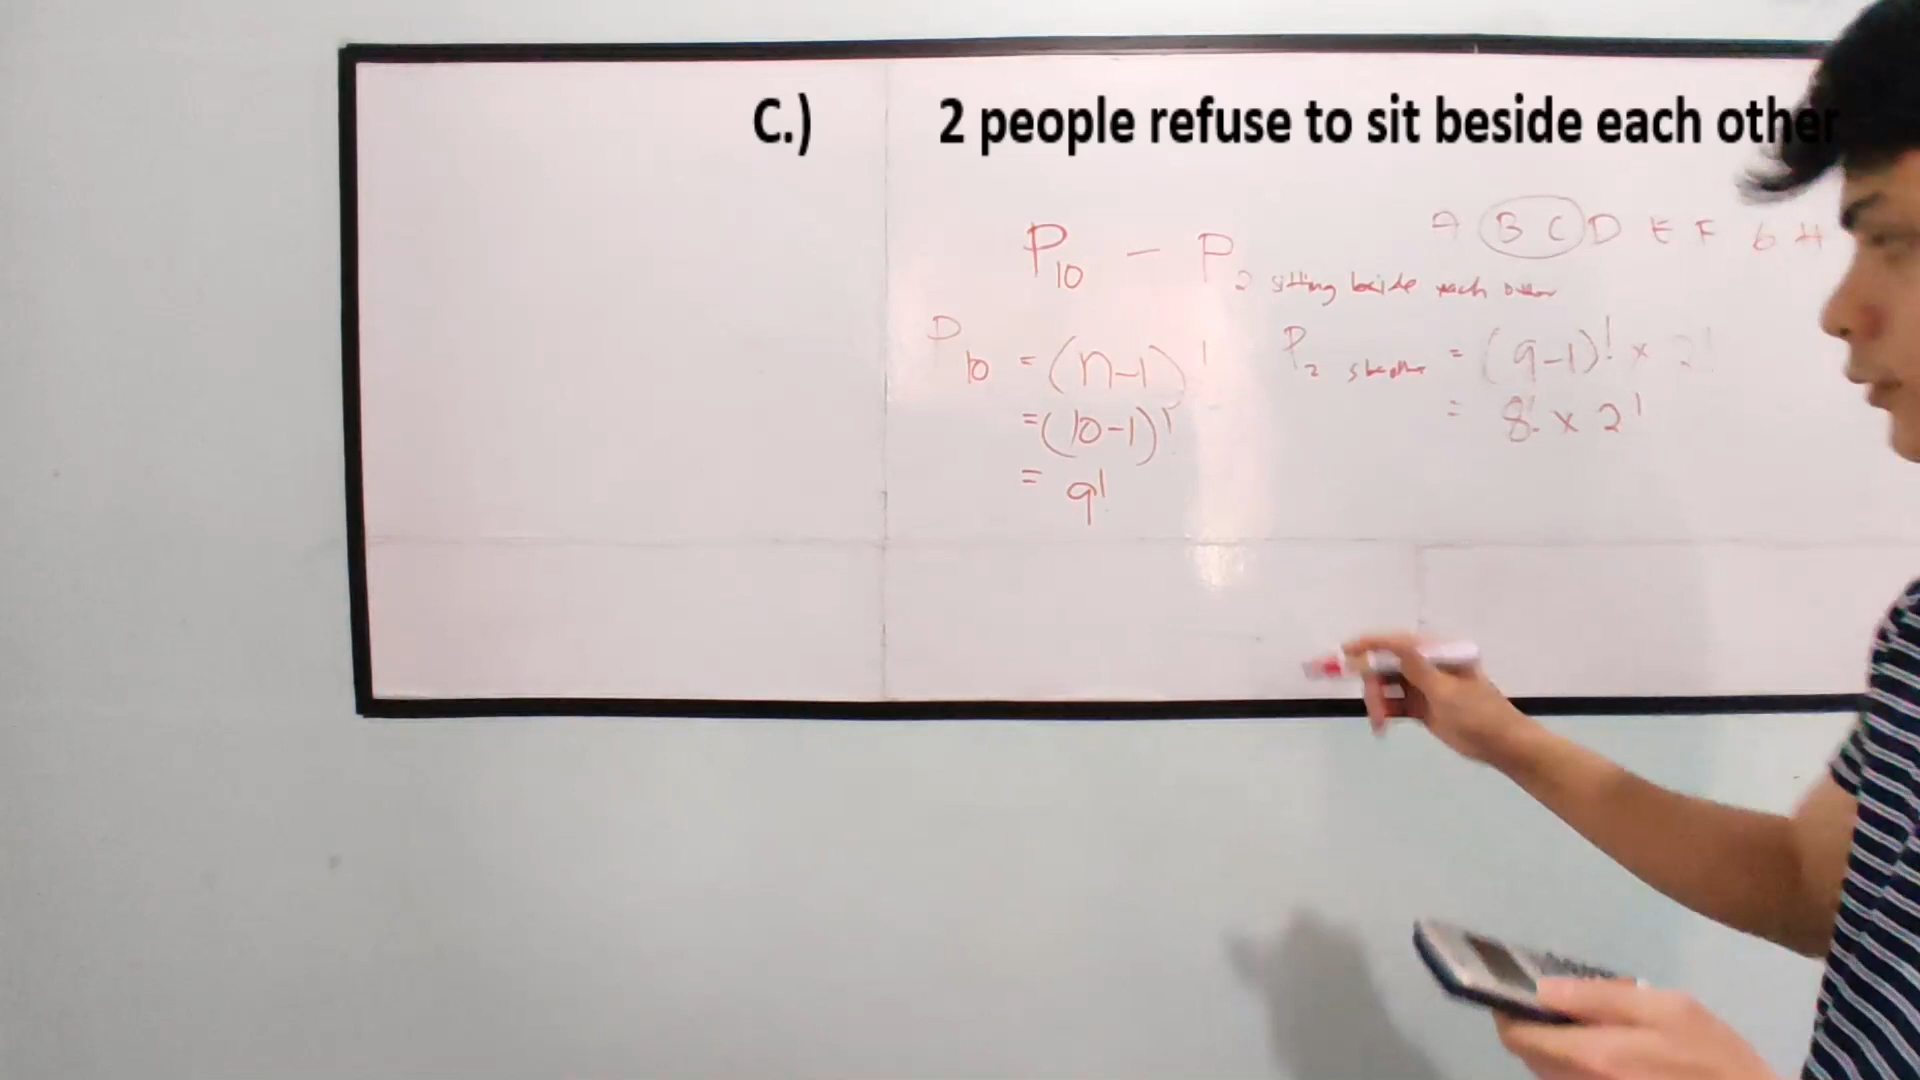 C.) 2 people refuse to sit beside each other
A B C D E F G H
P10 - P2 sitting beside each other
P10 = (n-1)!
= (10-1)!
= 9!
P2 = (9-1)! x 2!
= 8! x 2!